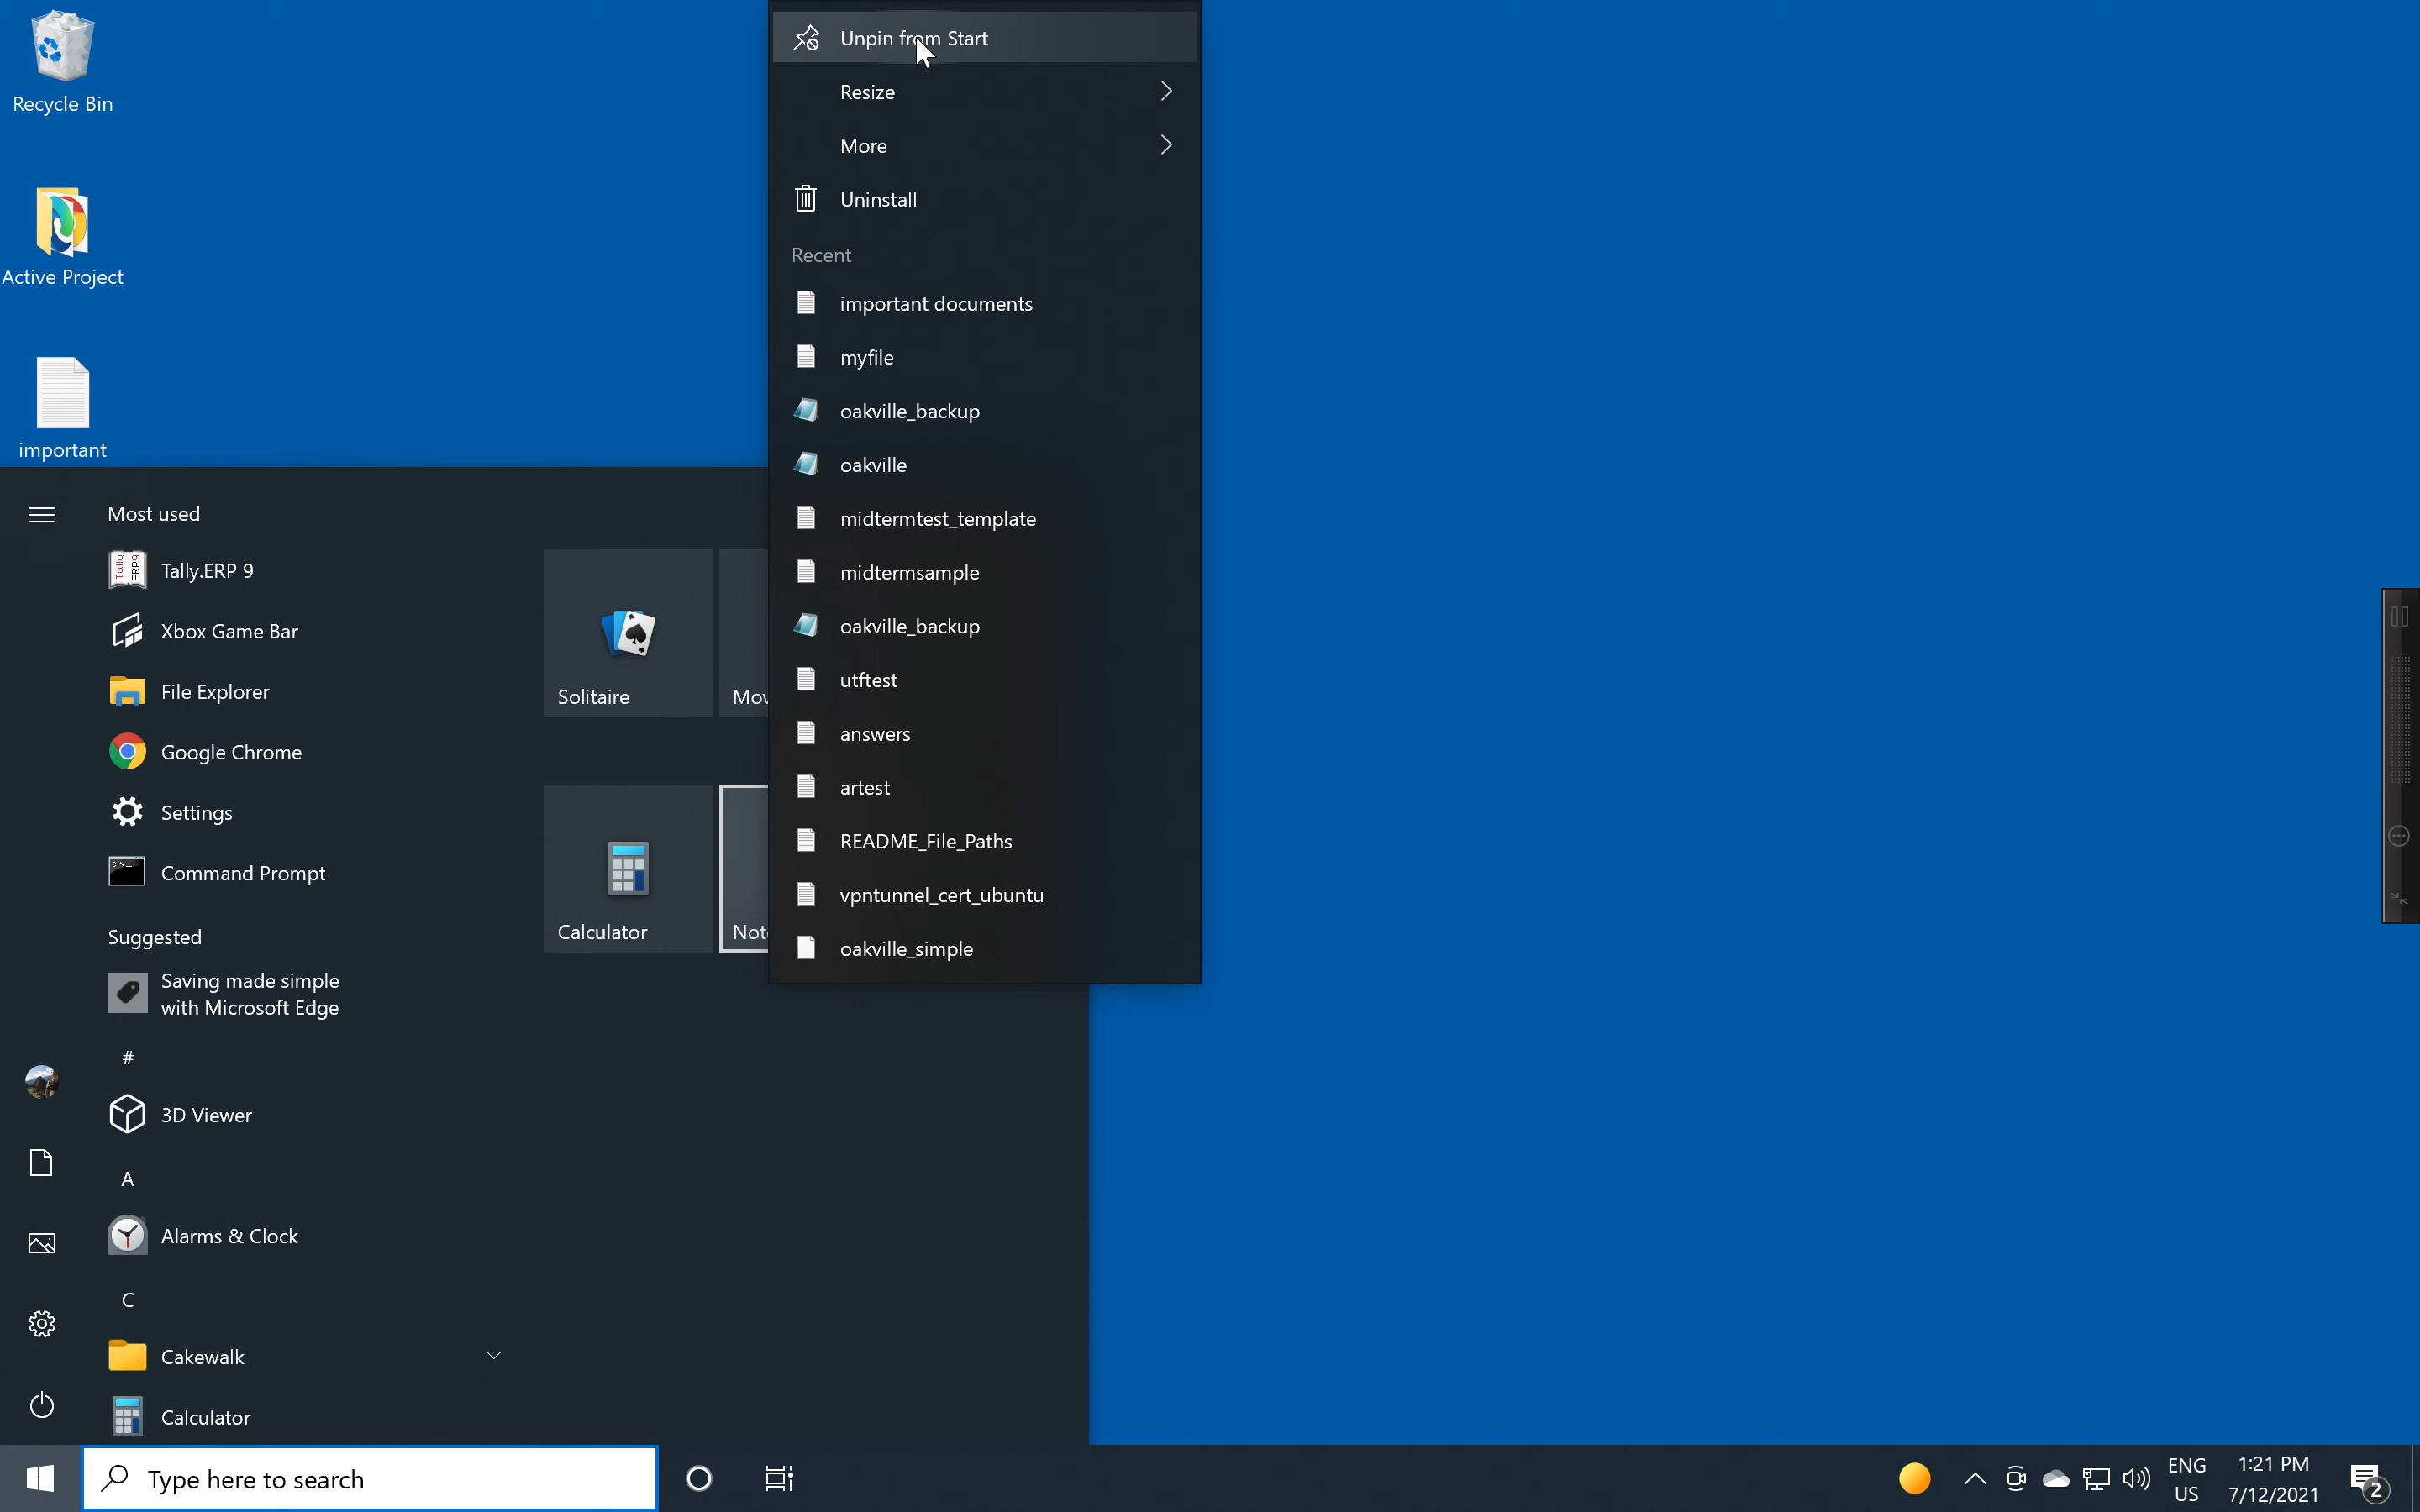 Recycle Bin
Active Project
important
Unpin from Start
Resize
More
Uninstall
Recent
important documents
myfile
oakville_backup
oakville
midtermtest_template
midtermsample
oakville_backup
utftest
answers
artest
README_File_Paths
vpntunnel_cert_ubuntu
oakville_simple
Most used
Tally.ERP 9
Xbox Game Bar
File Explorer
Google Chrome
Settings
Command Prompt
Suggested
Saving made simple
with Microsoft Edge
#
3D Viewer
A
Alarms & Clock
C
Cakewalk
Calculator
Solitaire
Mov
Calculator
Not
Type here to search
ENG
US
1:21 PM
7/12/2021
2